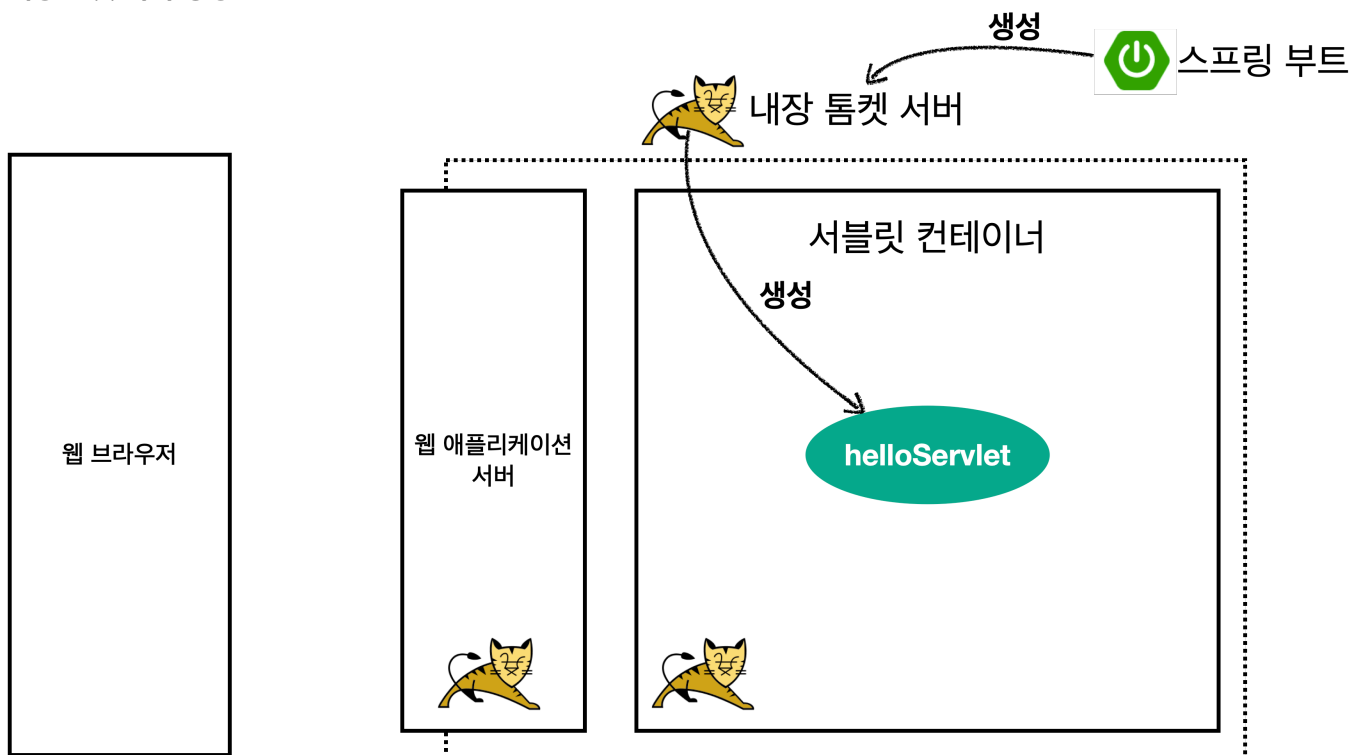 생성
스프링 부트
내장 톰켓 서버
서블릿 컨테이너
생성
웹 브라우저
웹 애플리케이션
서버
helloServlet